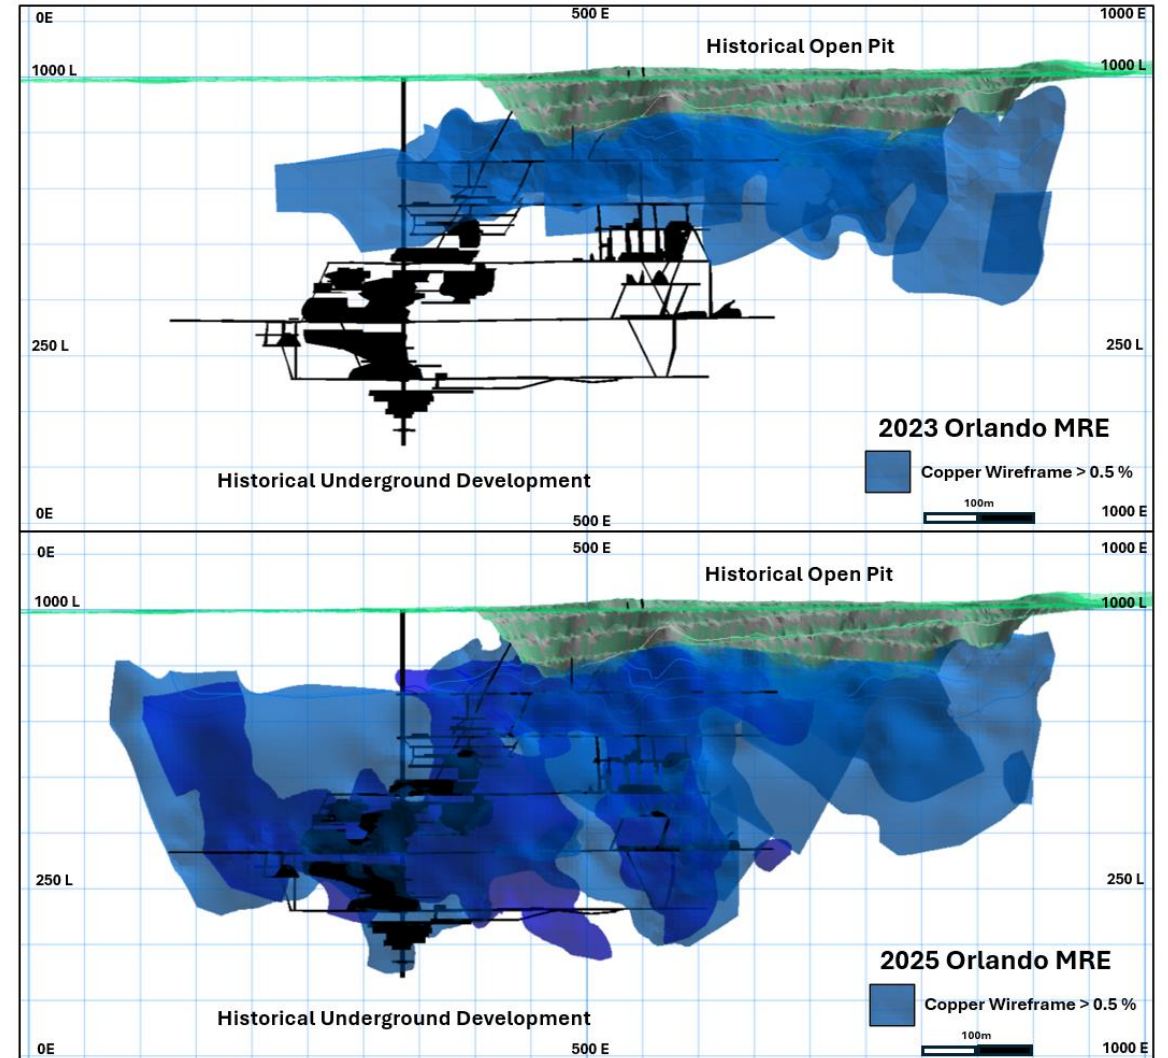 0E
500 E
1000 E
Historical Open Pit
1000 L
1000 L
250 L
250 L
2023 Orlando MRE
Copper Wireframe > 0.5 %
Historical Underground Development
100m
0E
500 E
1000 E
0E
500 E
1000 E
Historical Open Pit
1000 L
1000 L
250 L
250 L
2025 Orlando MRE
Copper Wireframe > 0.5 %
Historical Underground Development
100m
0E
500 E
1000 E